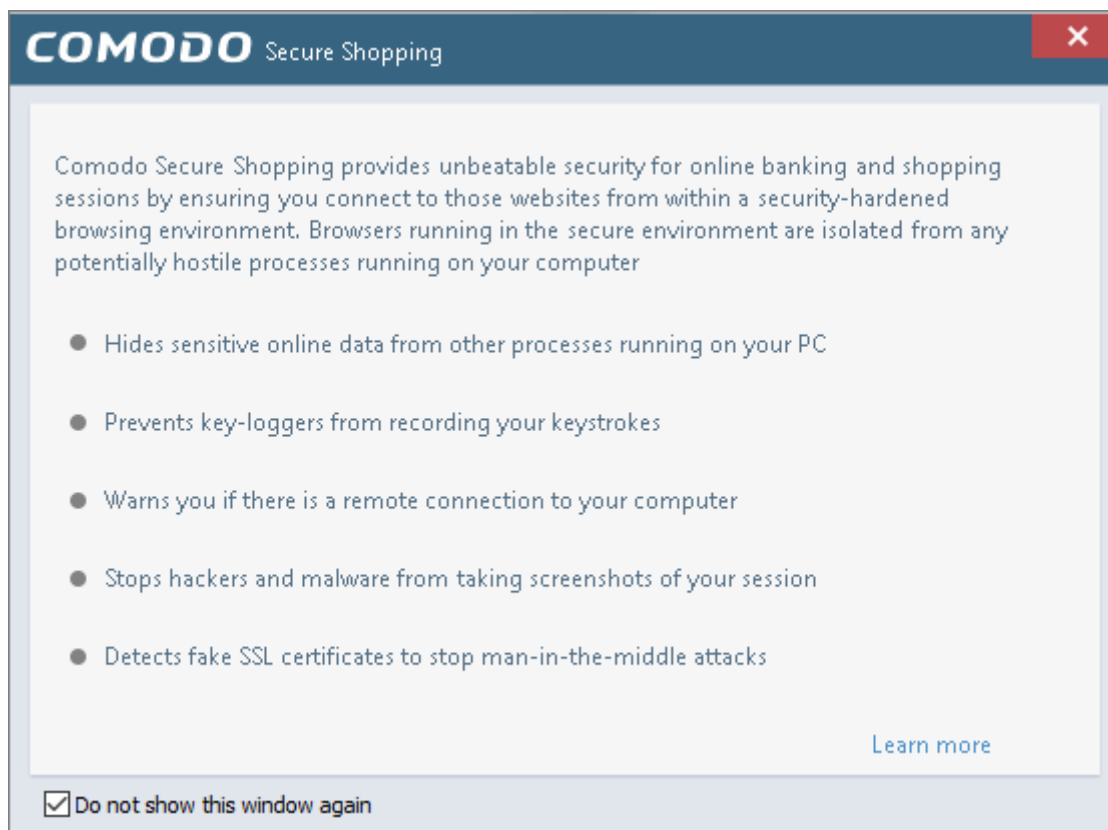 COMODO Secure Shopping
Comodo Secure Shopping provides unbeatable security for online banking and shopping
sessions by ensuring you connect to those websites from within a security-hardened
browsing environment. Browsers running in the secure environment are isolated from any
potentially hostile processes running on your computer
Hides sensitive online data from other processes running on your PC
Prevents key-loggers from recording your keystrokes
Warns you if there is a remote connection to your computer
Stops hackers and malware from taking screenshots of your session
Detects fake SSL certificates to stop man-in-the-middle attacks
Learn more
Do not show this window again